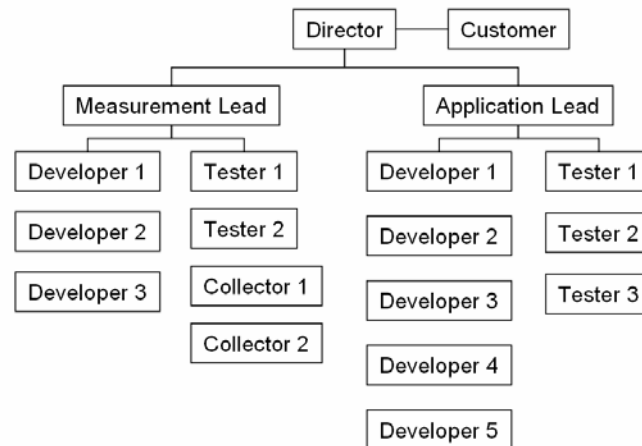 Director
Customer
Measurement Lead
Application Lead
Developer 1
Tester 1
Developer 1
Tester 1
Developer 2
Tester 2
Developer 2
Tester 2
Developer 3
Collector 1
Developer 3
Tester 3
Collector 2
Developer 4
Developer 5